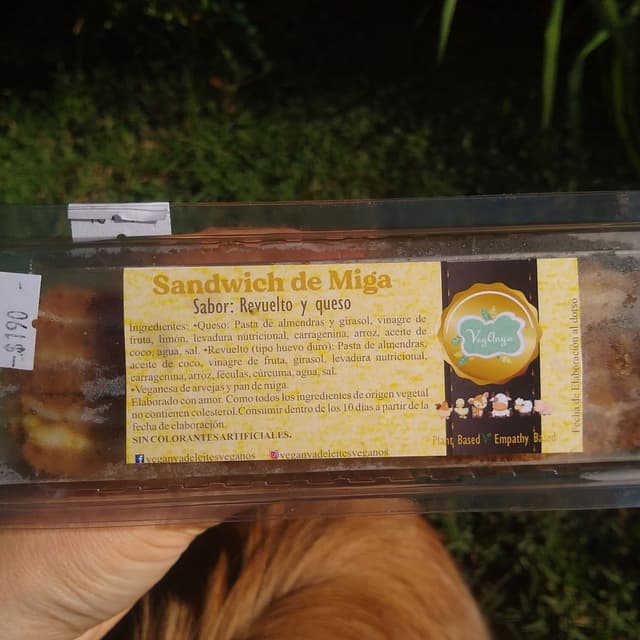 Sandwich de Miga
Sabor: Revuelto y queso
Ingredientes: •Queso: Pasta de almendras y girasol, vinagre de
fruta, limón, levadura nutricional, carragenina, arroz, aceite de
coco, agua, sal. •Revuelto (tipo huevo duro): Pasta de almendras,
aceite de coco, vinagre de fruta, girasol, levadura nutricional,
carragenina, arroz, féculas, cúrcuma, agua, sal.
•Veganesa de arvejas y pan de miga.
Elaborado con amor. Como todos los ingredientes de origen vegetal
no contienen colesterol. Consumir dentro de los 10 días a partir de la
fecha de elaboración.
SIN COLORANTES ARTIFICIALES.
veganyadeleitesveganos veganyadeleitesveganos
VegAnya
Plant Based Empathy Based
Fecha de Elaboración al dorso
$190